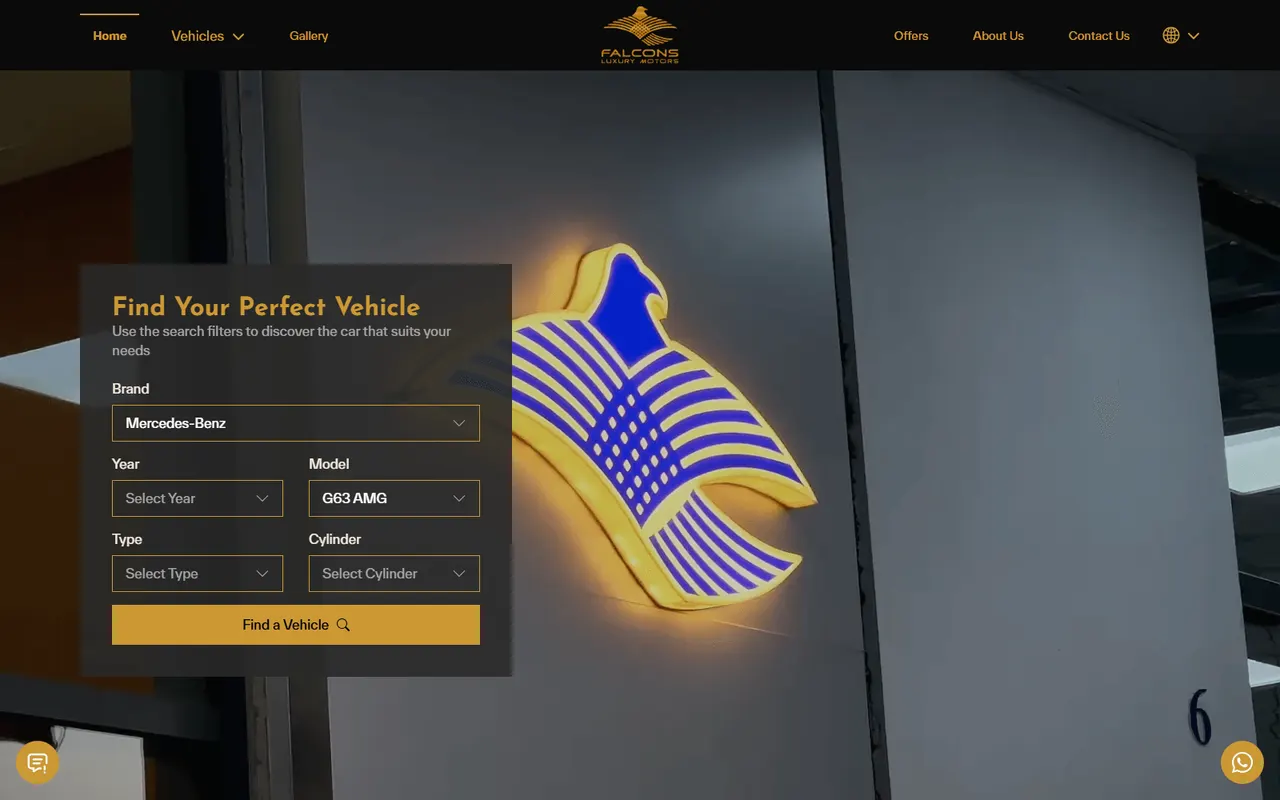 Home
Vehicles
Gallery
FALCONS
LUXURY MOTORS
Offers
About Us
Contact Us
Find Your Perfect Vehicle
Use the search filters to discover the car that suits your
needs
Brand
Mercedes-Benz
Year
Model
Select Year
G63 AMG
Type
Cylinder
Select Type
Select Cylinder
Find a Vehicle
6